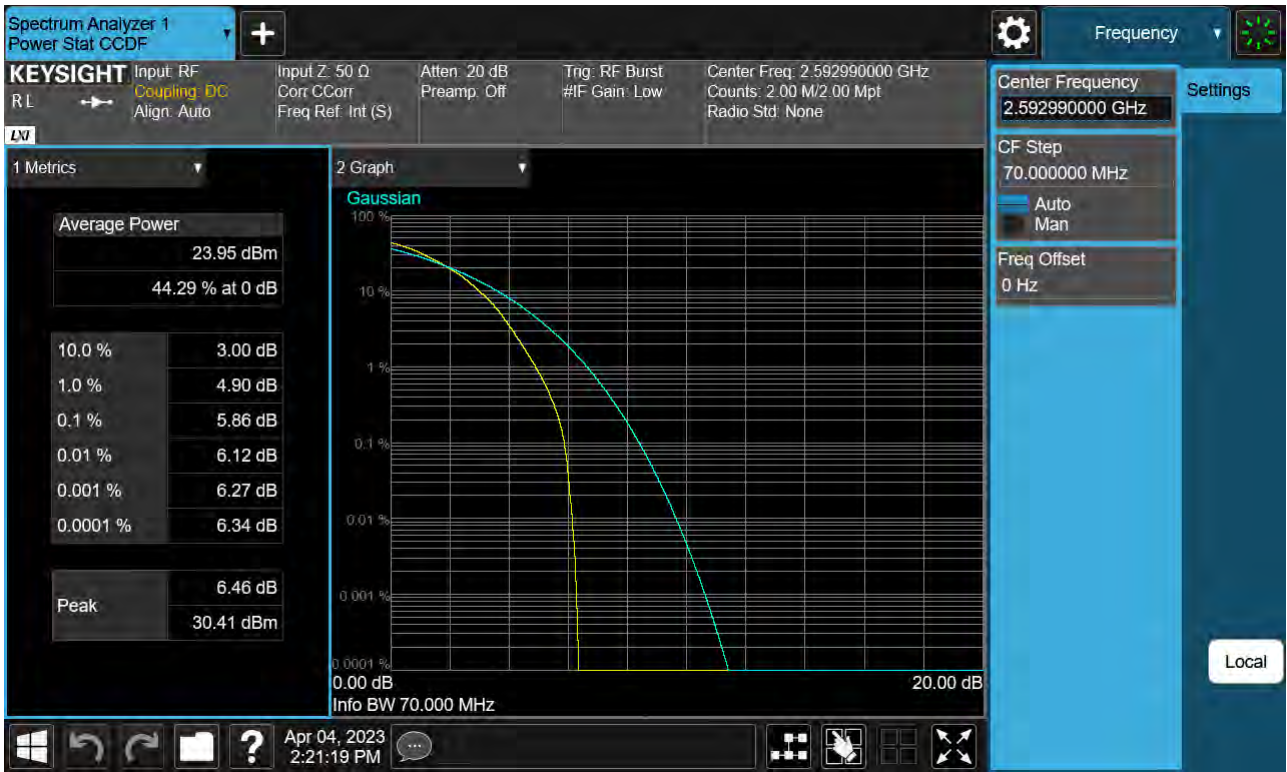 Spectrum Analyzer 1
Power Stat CCDF
Frequency
KEYSIGHT
RL
LXI
Input: RF
Coupling: DC
Align: Auto
Input Z: 50 Ω
Corr CCorr
Freq Ref: Int (S)
Atten: 20 dB
Preamp: Off
Trig: RF Burst
#IF Gain: Low
Center Freq: 2.592990000 GHz
Counts: 2.00 M/2.00 Mpt
Radio Std: None
1 Metrics
Average Power
23.95 dBm
44.29 % at 0 dB
10.0 % 3.00 dB
1.0 % 4.90 dB
0.1 % 5.86 dB
0.01 % 6.12 dB
0.001 % 6.27 dB
0.0001 % 6.34 dB
Peak
6.46 dB
30.41 dBm
2 Graph
Gaussian
100 %
10 %
1 %
0.1 %
0.01 %
0.001 %
0.0001 %
0.00 dB 20.00 dB
Info BW 70.000 MHz
Center Frequency
2.592990000 GHz
Settings
CF Step
70.000000 MHz
Auto
Man
Freq Offset
0 Hz
Local
?
Apr 04, 2023
2:21:19 PM